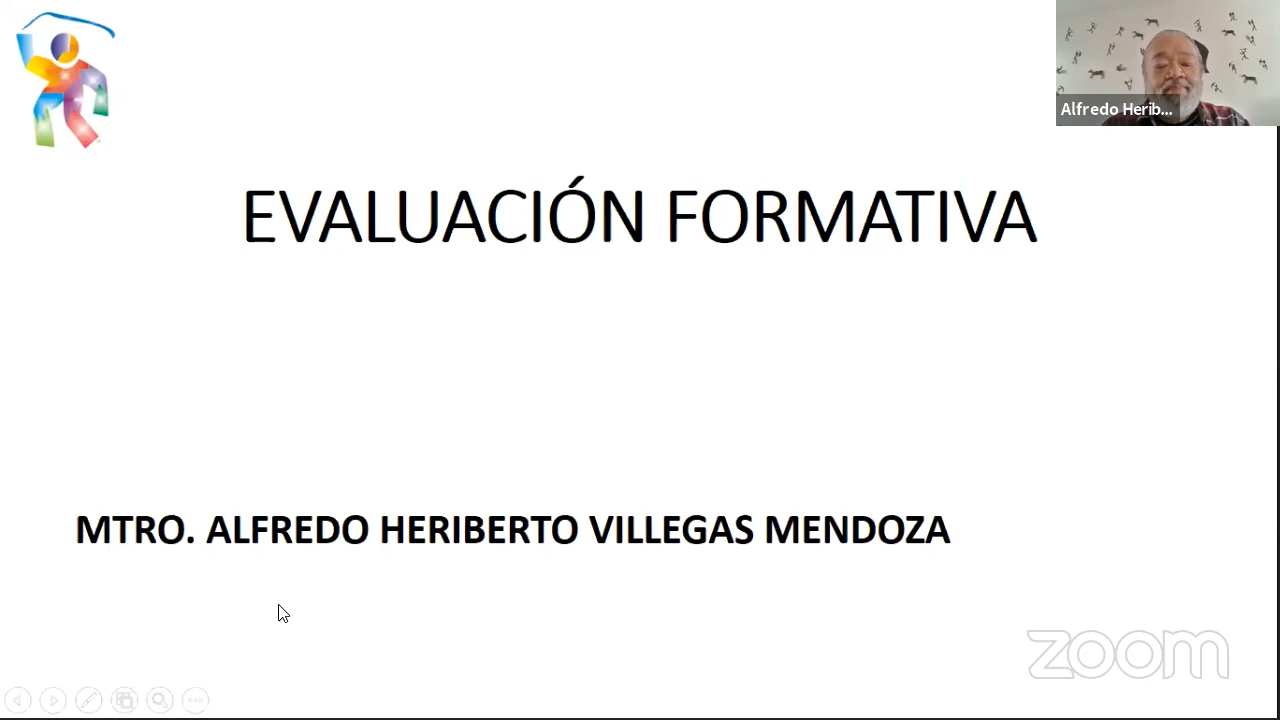 Alfredo Herib...
EVALUACIÓN FORMATIVA
MTRO. ALFREDO HERIBERTO VILLEGAS MENDOZA
zoom